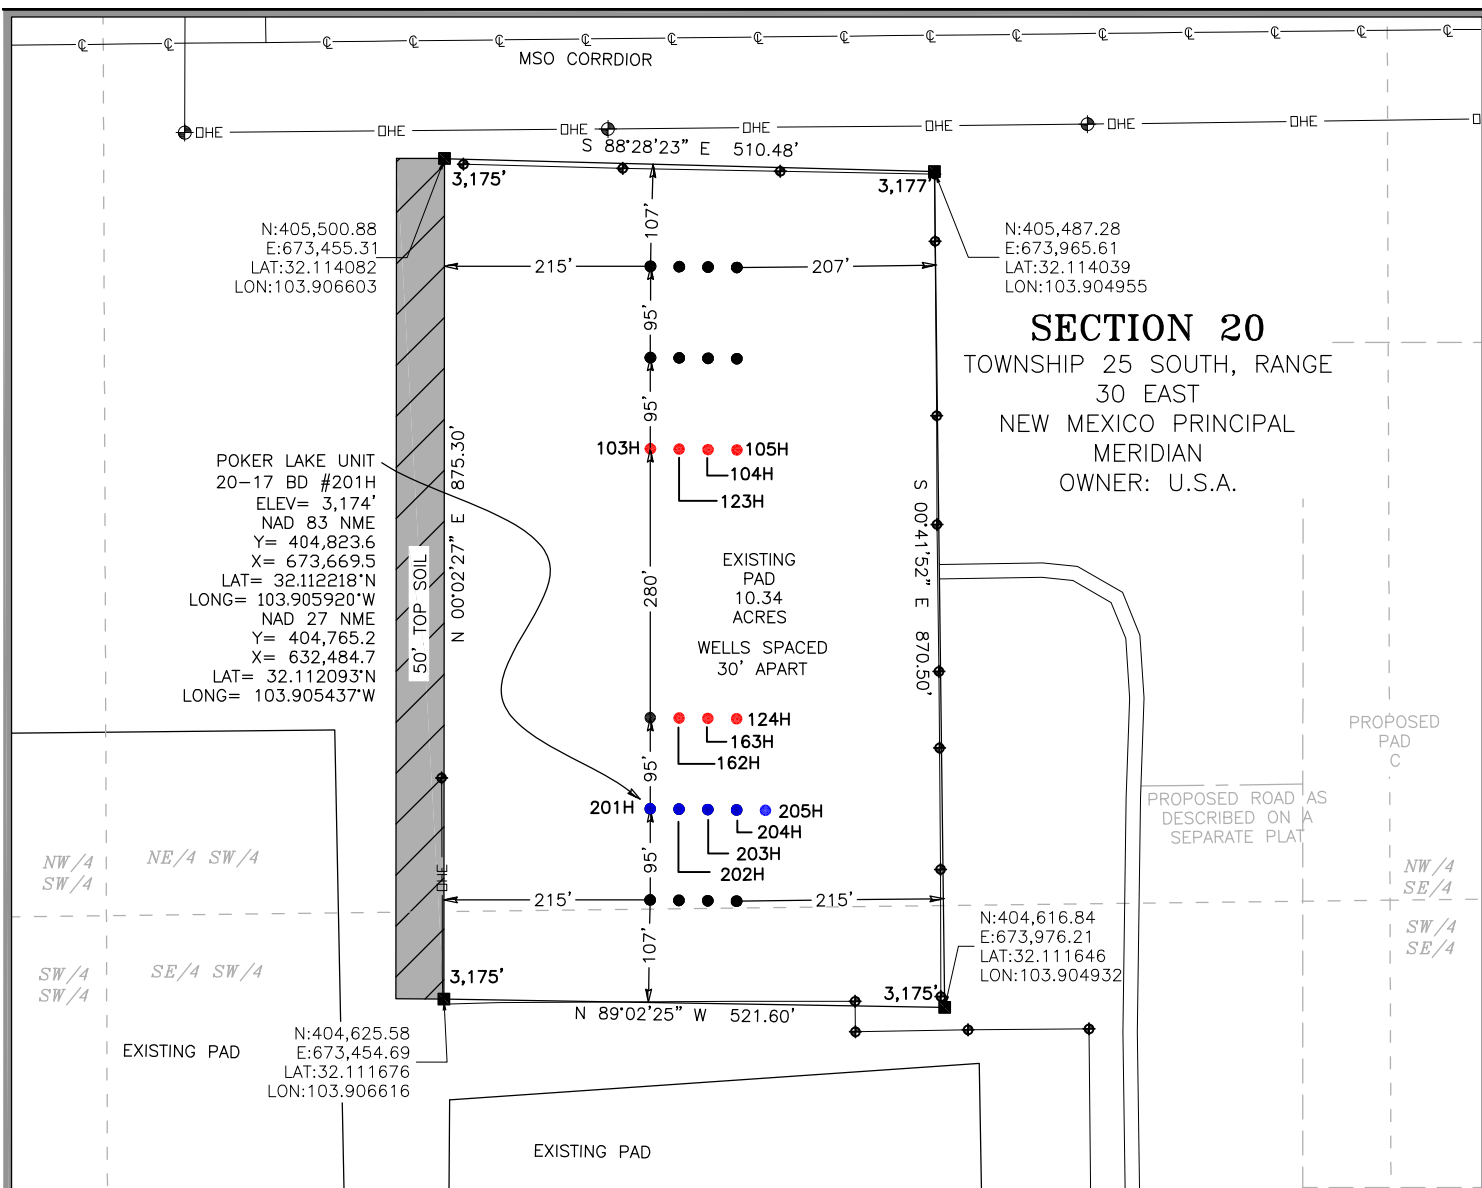 ℄ ℄ ℄ ℄ ℄ ℄ ℄ ℄ ℄ ℄ ℄ ℄ ℄ ℄ ℄ ℄ ℄
MSO CORRDIOR
OHE OHE OHE OHE OHE OHE OHE
S 88°28'23" E 510.48'
3,175'
3,177'
N:405,500.88
E:673,455.31
LAT:32.114082
LON:103.906603
N:405,487.28
E:673,965.61
LAT:32.114039
LON:103.904955
107'
215'
207'
95'
95'
SECTION 20
TOWNSHIP 25 SOUTH, RANGE
30 EAST
NEW MEXICO PRINCIPAL
MERIDIAN
OWNER: U.S.A.
103H
105H
104H
123H
POKER LAKE UNIT
20-17 BD #201H
ELEV= 3,174'
NAD 83 NME
Y= 404,823.6
X= 673,669.5
LAT= 32.112218°N
LONG= 103.905920°W
NAD 27 NME
Y= 404,765.2
X= 632,484.7
LAT= 32.112093°N
LONG= 103.905437°W
50' TOP SOIL
N 00°02'27" E 875.30'
280'
EXISTING
PAD
10.34
ACRES
WELLS SPACED
30' APART
S 00°41'52" E 870.50'
124H
163H
162H
95'
201H
205H
204H
203H
202H
95'
215'
215'
107'
OHE
PROPOSED
PAD
C
PROPOSED ROAD AS
DESCRIBED ON A
SEPARATE PLAT
NW/4
SW/4
NE/4 SW/4
NW/4
SE/4
SW/4
SW/4
SE/4 SW/4
SW/4
SE/4
N:404,616.84
E:673,976.21
LAT:32.111646
LON:103.904932
3,175'
3,175'
N 89°02'25" W 521.60'
N:404,625.58
E:673,454.69
LAT:32.111676
LON:103.906616
EXISTING PAD
EXISTING PAD